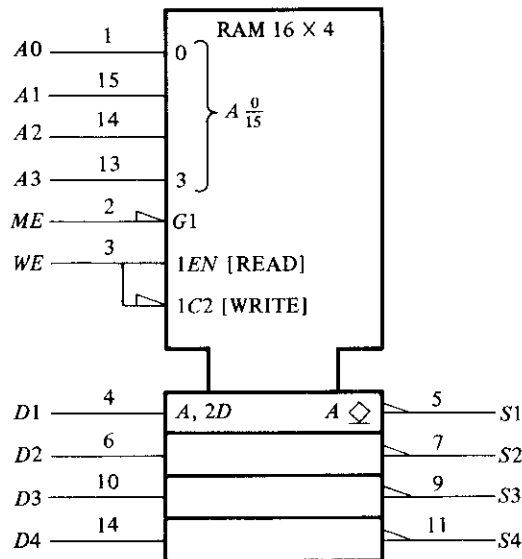 RAM 16 × 4
A0 1 0
A1 15
A2 14
A 0/15
A3 13 3
ME 2 G1
WE 3 1EN [READ]
1C2 [WRITE]
D1 4 A, 2D A ◇ 5 S1
D2 6 7 S2
D3 10 9 S3
D4 14 11 S4